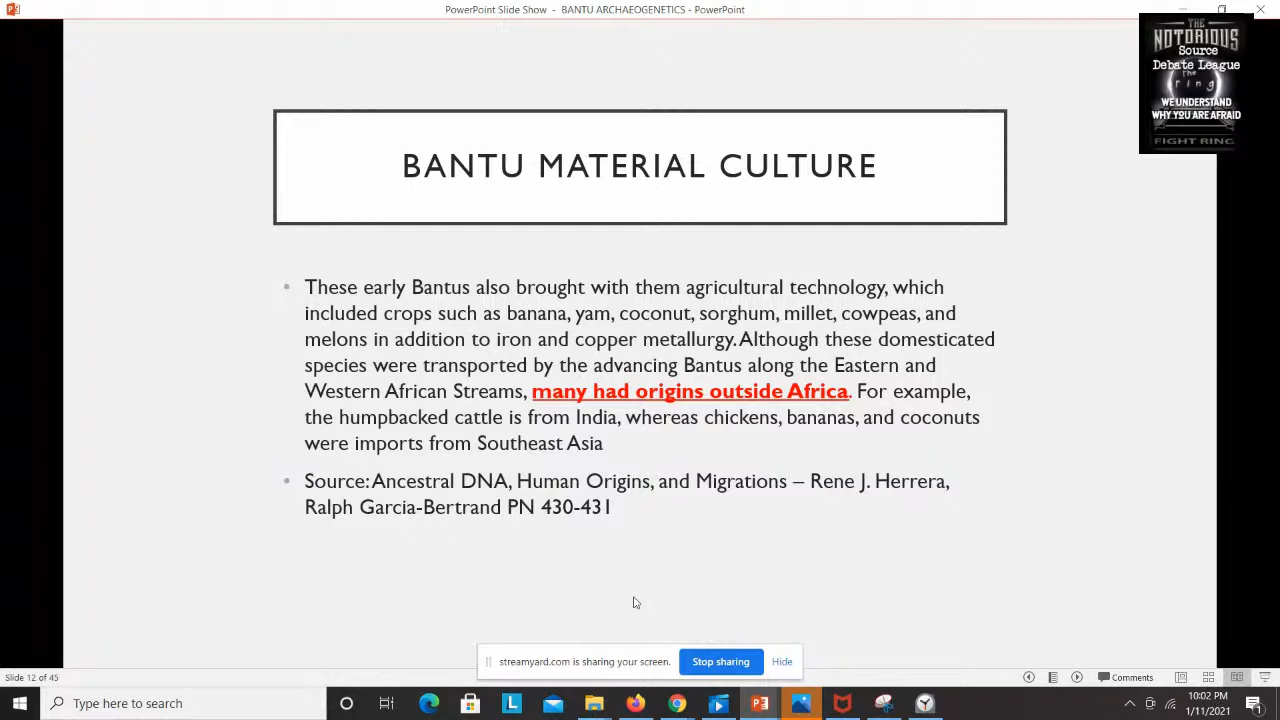 PowerPoint Slide Show - BANTU ARCHAEOGENETICS - PowerPoint
THE
NOTORIOUS
Source
Debate League
The
ring
WE UNDERSTAND
WHY YOU ARE AFRAID
FIGHT RING
BANTU MATERIAL CULTURE
• These early Bantus also brought with them agricultural technology, which
included crops such as banana, yam, coconut, sorghum, millet, cowpeas, and
melons in addition to iron and copper metallurgy. Although these domesticated
species were transported by the advancing Bantus along the Eastern and
Western African Streams, many had origins outside Africa. For example,
the humpbacked cattle is from India, whereas chickens, bananas, and coconuts
were imports from Southeast Asia
• Source: Ancestral DNA, Human Origins, and Migrations – Rene J. Herrera,
Ralph Garcia-Bertrand PN 430-431
streamyard.com is sharing your screen. Stop sharing Hide
Slide 12 of 45 Comments
Type here to search
10:02 PM
1/11/2021